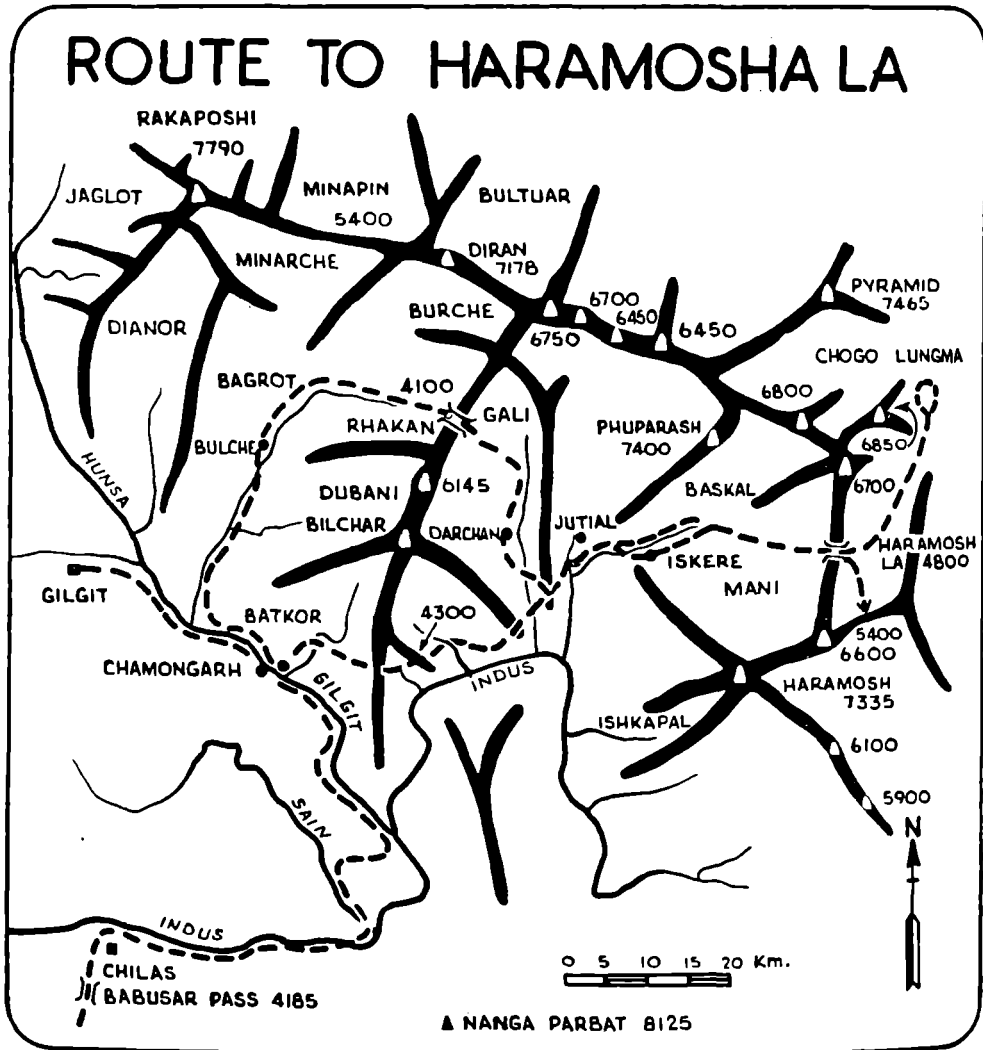 ROUTE TO HARAMOSHA LA
RAKAPOSHI
7790
JAGLOT
MINAPIN
5400
BULTUAR
MINARCHE
DIRAN
7178
DIANOR
BURCHE
6700
6450
6750
6450
PYRAMID
7465
CHOGO LUNGMA
BAGROT
4100
RHAKAN
GALI
6800
PHUPARASH
7400
6850
BULCHE
HUNSA
DUBANI
6145
BASKAL
6700
BILCHAR
DARCHAN
JUTIAL
ISKERE
HARAMOSH
LA 4800
MANI
GILGIT
BATKOR
4300
5400
6600
CHAMONGARH
GILGIT
INDUS
HARAMOSH
7335
ISHKAPAL
6100
5900
SAIN
N
INDUS
CHILAS
BABUSAR PASS 4185
0 5 10 15 20 Km.
NANGA PARBAT 8125